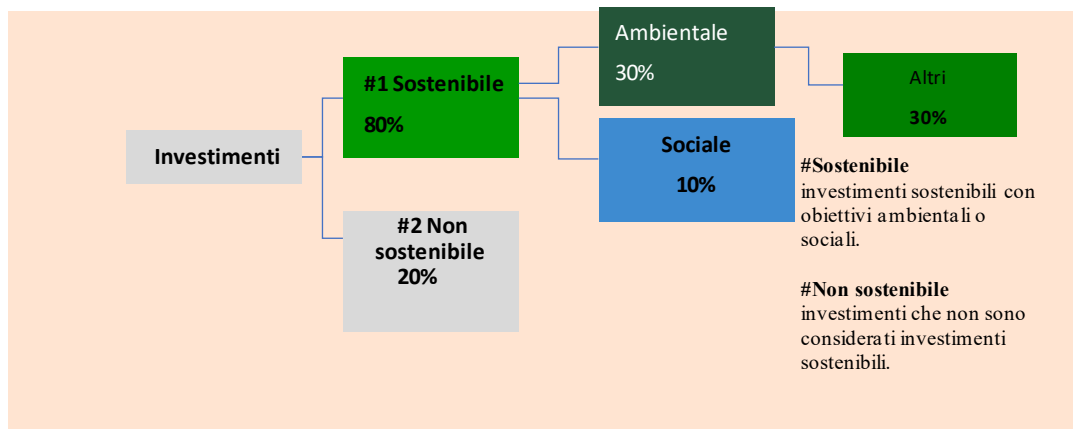 Investimenti
#1 Sostenibile
80%
#2 Non
sostenibile
20%
Ambientale
30%
Sociale
10%
Altri
30%
#Sostenibile
investimenti sostenibili con
obiettivi ambientali o
sociali.
#Non sostenibile
investimenti che non sono
considerati investimenti
sostenibili.